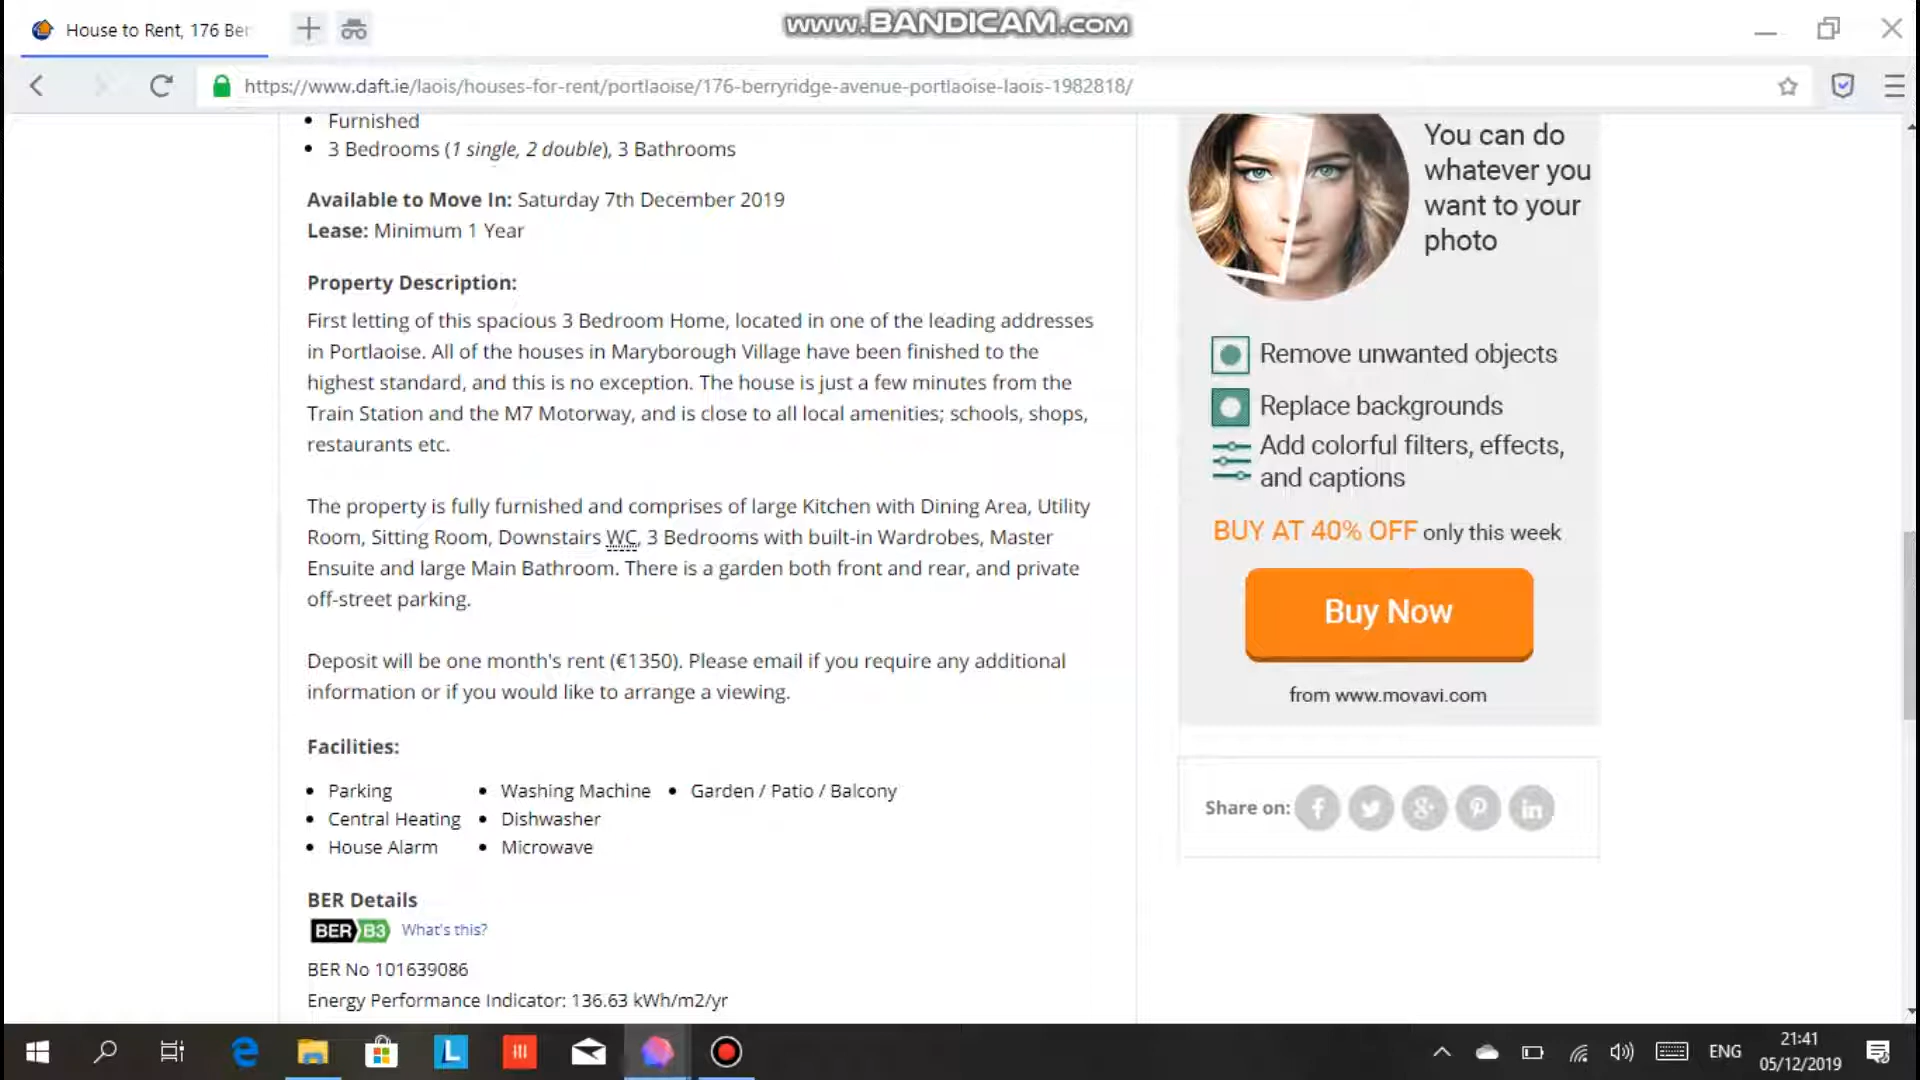 www.BANDICAM.com
House to Rent, 176 Ber
https://www.daft.ie/laois/houses-for-rent/portlaoise/176-berryridge-avenue-portlaoise-laois-1982818/
Furnished
3 Bedrooms (1 single, 2 double), 3 Bathrooms
Available to Move In: Saturday 7th December 2019
Lease: Minimum 1 Year
Property Description:
First letting of this spacious 3 Bedroom Home, located in one of the leading addresses
in Portlaoise. All of the houses in Maryborough Village have been finished to the
highest standard, and this is no exception. The house is just a few minutes from the
Train Station and the M7 Motorway, and is close to all local amenities; schools, shops,
restaurants etc.
The property is fully furnished and comprises of large Kitchen with Dining Area, Utility
Room, Sitting Room, Downstairs WC, 3 Bedrooms with built-in Wardrobes, Master
Ensuite and large Main Bathroom. There is a garden both front and rear, and private
off-street parking.
Deposit will be one month's rent (€1350). Please email if you require any additional
information or if you would like to arrange a viewing.
Facilities:
Parking
Central Heating
House Alarm
Washing Machine
Dishwasher
Microwave
Garden / Patio / Balcony
BER Details
BER B3 What's this?
BER No 101639086
Energy Performance Indicator: 136.63 kWh/m2/yr
You can do
whatever you
want to your
photo
Remove unwanted objects
Replace backgrounds
Add colorful filters, effects,
and captions
BUY AT 40% OFF only this week
Buy Now
from www.movavi.com
Share on:
ENG
21:41
05/12/2019